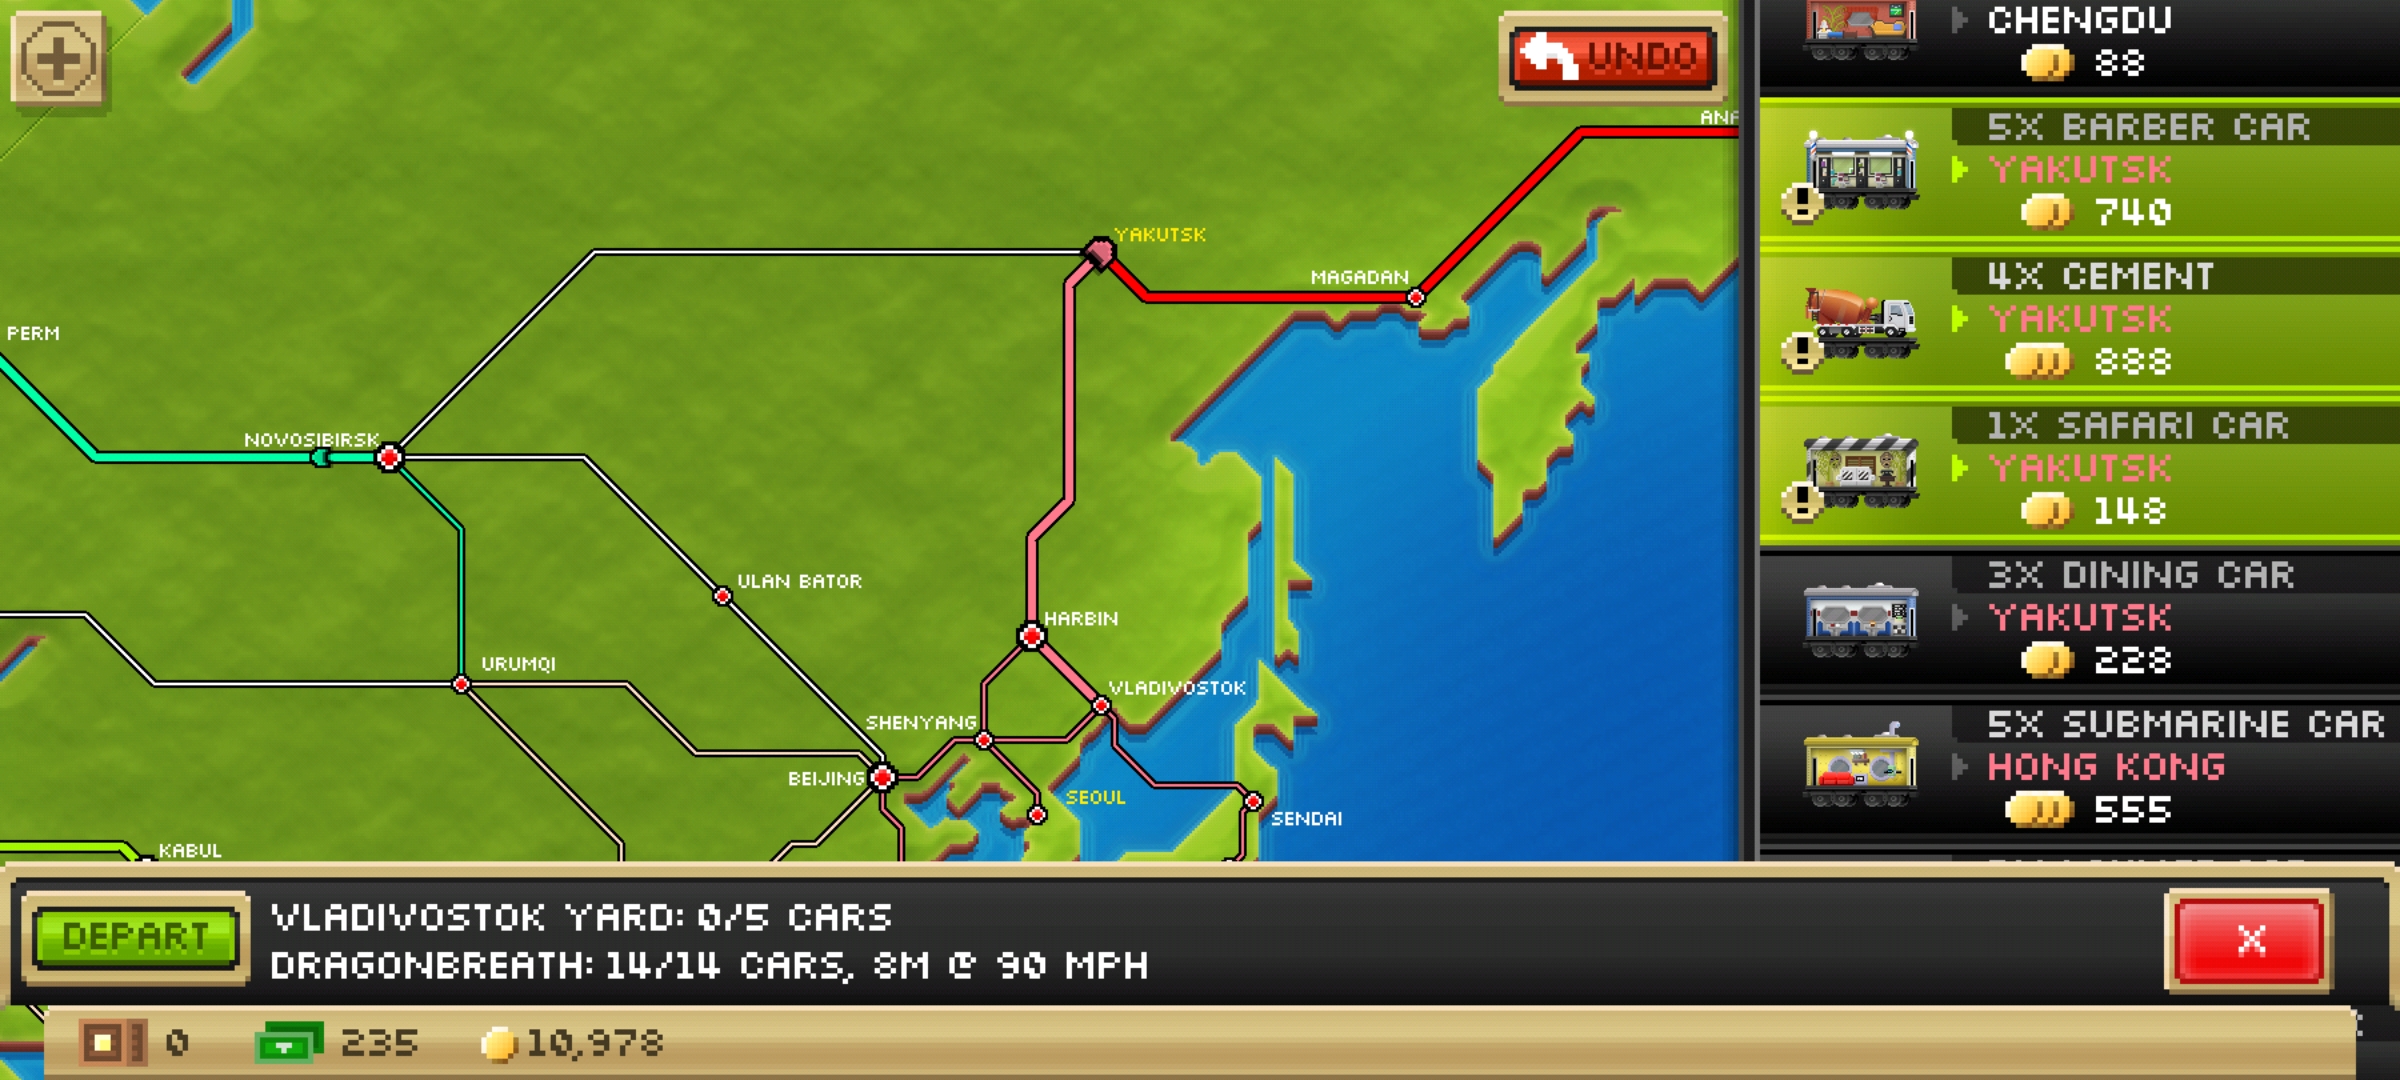 UNDO
ANA
YAKUTSK
MAGADAN
PERM
NOVOSIBIRSK
ULAN BATOR
HARBIN
URUMQI
VLADIVOSTOK
SHENYANG
BEIJING
SEOUL
SENDAI
KABUL
CHENGDU
88
5X BARBER CAR
YAKUTSK
740
4X CEMENT
YAKUTSK
888
1X SAFARI CAR
YAKUTSK
148
3X DINING CAR
YAKUTSK
228
5X SUBMARINE CAR
HONG KONG
555
DEPART
VLADIVOSTOK YARD: 0/5 CARS
DRAGONBREATH: 14/14 CARS, 8M @ 90 MPH
X
0
235
10,978